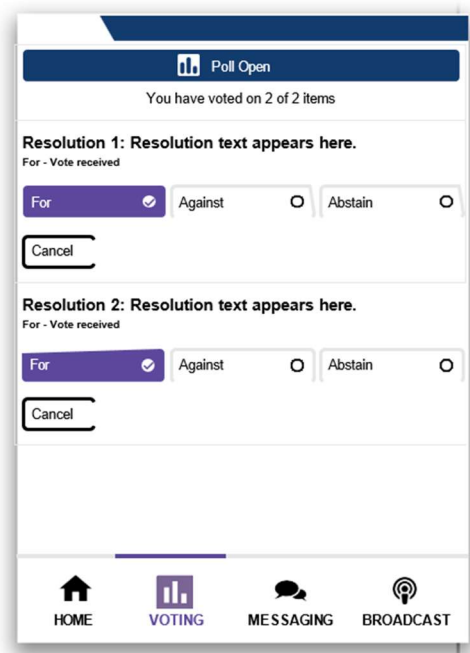 Poll Open
You have voted on 2 of 2 items
Resolution 1: Resolution text appears here.
For - Vote received
For Against Abstain
Cancel
Resolution 2: Resolution text appears here.
For - Vote received
For Against Abstain
Cancel
HOME VOTING MESSAGING BROADCAST